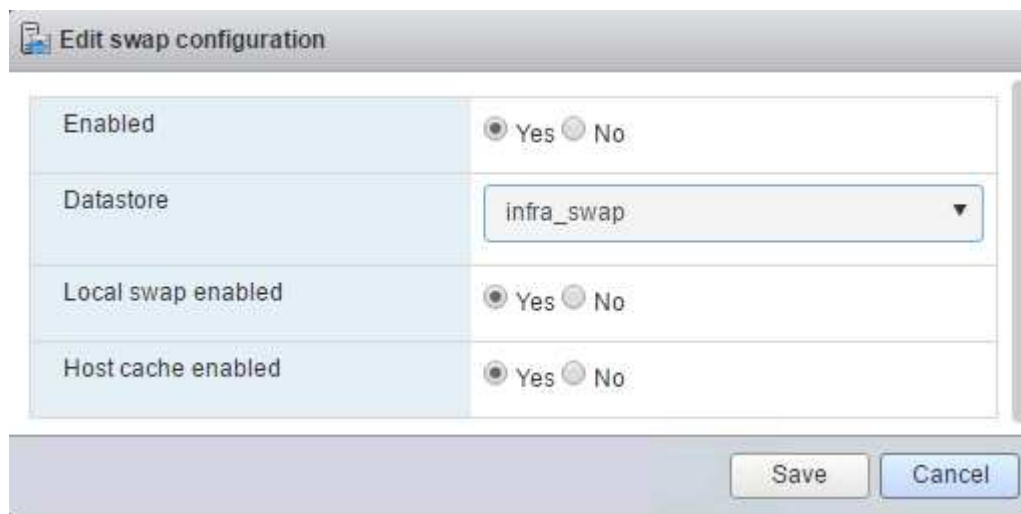 Edit swap configuration
Enabled Yes No
Datastore infra_swap
Local swap enabled Yes No
Host cache enabled Yes No
Save Cancel